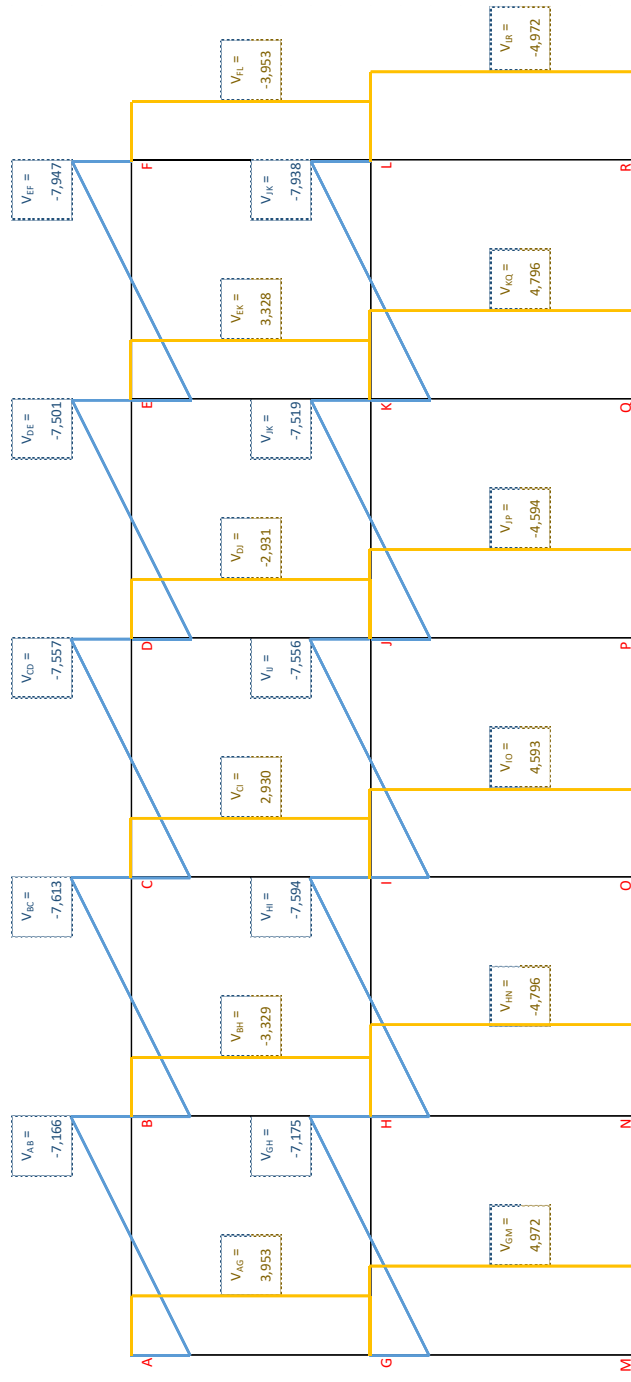 V_AB =
-7,166
V_BC =
-7,613
V_CD =
-7,557
V_DE =
-7,501
V_EF =
-7,947
A
B
C
D
E
F
V_AG =
3,953
V_BH =
-3,329
V_CI =
2,930
V_DJ =
-2,931
V_EK =
3,328
V_FL =
-3,953
V_GH =
-7,175
V_HI =
-7,594
V_IJ =
-7,556
V_JK =
-7,519
V_JK =
-7,938
G
H
I
J
K
L
V_GM =
4,972
V_HN =
-4,796
V_IO =
4,593
V_JP =
-4,594
V_KQ =
4,796
V_LR =
-4,972
M
N
O
P
Q
R